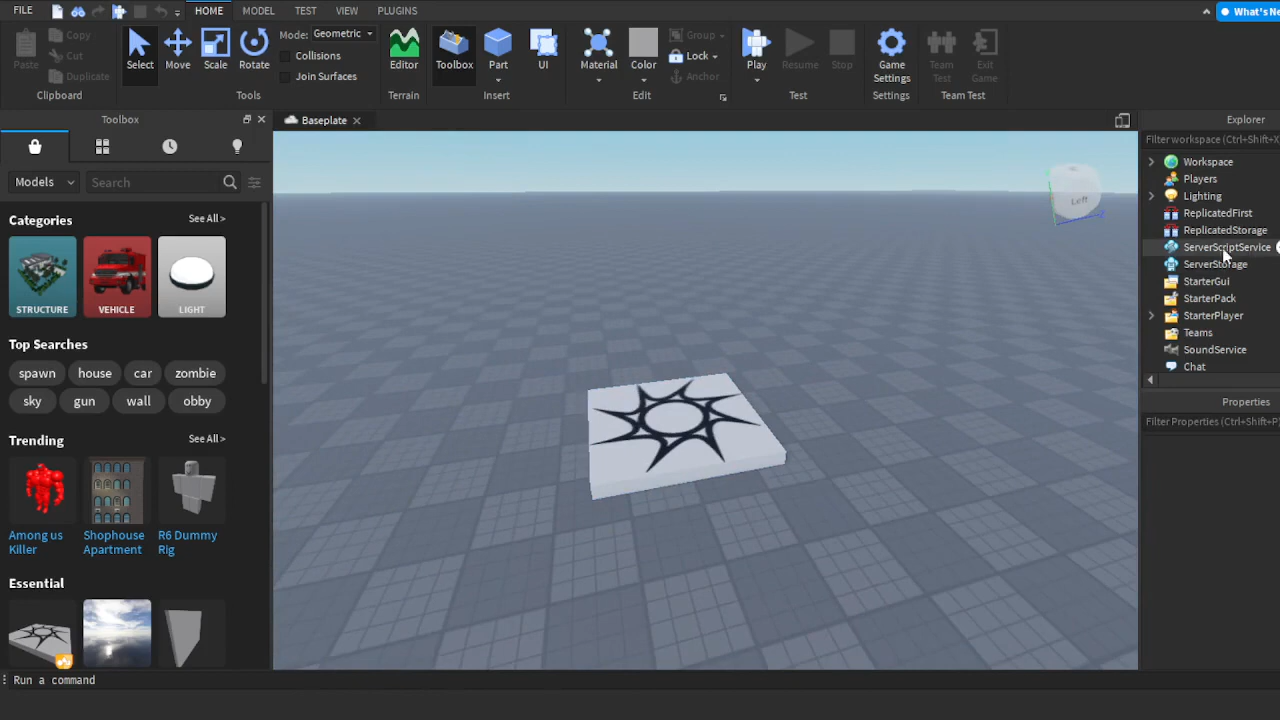 FILE HOME MODEL TEST VIEW PLUGINS What's Ne
Paste Copy Cut Duplicate Clipboard
Select Move Scale Rotate Mode: Geometric Collisions Join Surfaces Tools
Editor Terrain
Toolbox Part UI Insert
Material Color Group Lock Anchor Edit
Play Resume Stop Test
Game Settings Settings
Team Test Exit Game Team Test
Toolbox
Baseplate
Explorer
Models Search
Filter workspace (Ctrl+Shift+X
Categories See All >
STRUCTURE VEHICLE LIGHT
Top Searches
spawn house car zombie
sky gun wall obby
Trending See All >
Among us Killer
Shophouse Apartment
R6 Dummy Rig
Essential
Left
Workspace
Players
Lighting
ReplicatedFirst
ReplicatedStorage
ServerScriptService
ServerStorage
StarterGui
StarterPack
StarterPlayer
Teams
SoundService
Chat
Properties
Filter Properties (Ctrl+Shift+P
Run a command